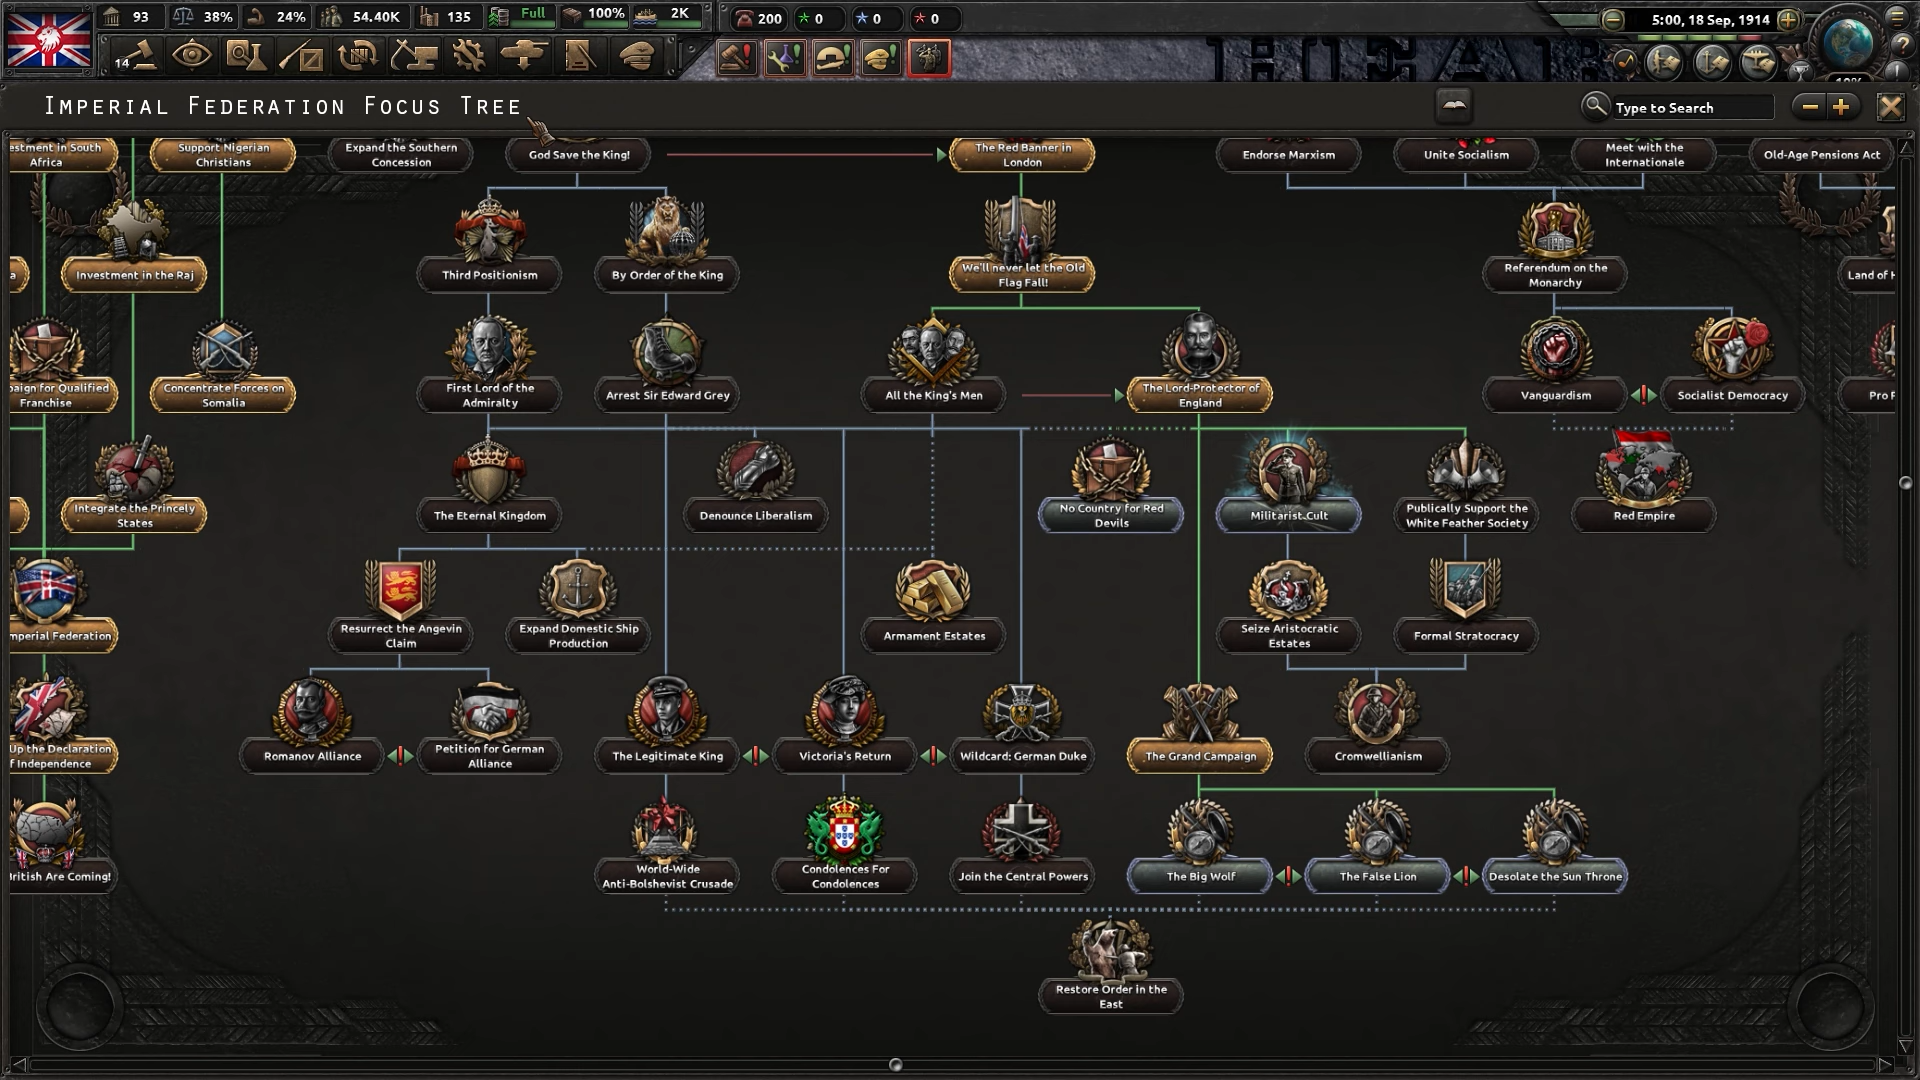 93
38%
24%
54.40K
135
Full
100%
2K
200
0
0
0
5:00, 18 Sep, 1914
14
10%
Imperial Federation Focus Tree
Type to Search
estment in South
Africa
Support Nigerian
Christians
Expand the Southern
Concession
God Save the King!
The Red Banner in
London
Endorse Marxism
Unite Socialism
Meet with the
Internationale
Old-Age Pensions Act
Investment in the Raj
Third Positionism
By Order of the King
We'll never let the Old
Flag Fall!
Referendum on the
Monarchy
Land of H
paign for Qualified
Franchise
Concentrate Forces on
Somalia
First Lord of the
Admiralty
Arrest Sir Edward Grey
All the King's Men
The Lord-Protector of
England
Vanguardism
Socialist Democracy
Pro F
Integrate the Princely
States
The Eternal Kingdom
Denounce Liberalism
No Country for Red
Devils
Militarist Cult
Publically Support the
White Feather Society
Red Empire
mperial Federation
Resurrect the Angevin
Claim
Expand Domestic Ship
Production
Armament Estates
Seize Aristocratic
Estates
Formal Stratocracy
Up the Declaration
f Independence
Romanov Alliance
Petition for German
Alliance
The Legitimate King
Victoria's Return
Wildcard: German Duke
The Grand Campaign
Cromwellianism
British Are Coming!
World-Wide
Anti-Bolshevist Crusade
Condolences For
Condolences
Join the Central Powers
The Big Wolf
The False Lion
Desolate the Sun Throne
Restore Order in the
East